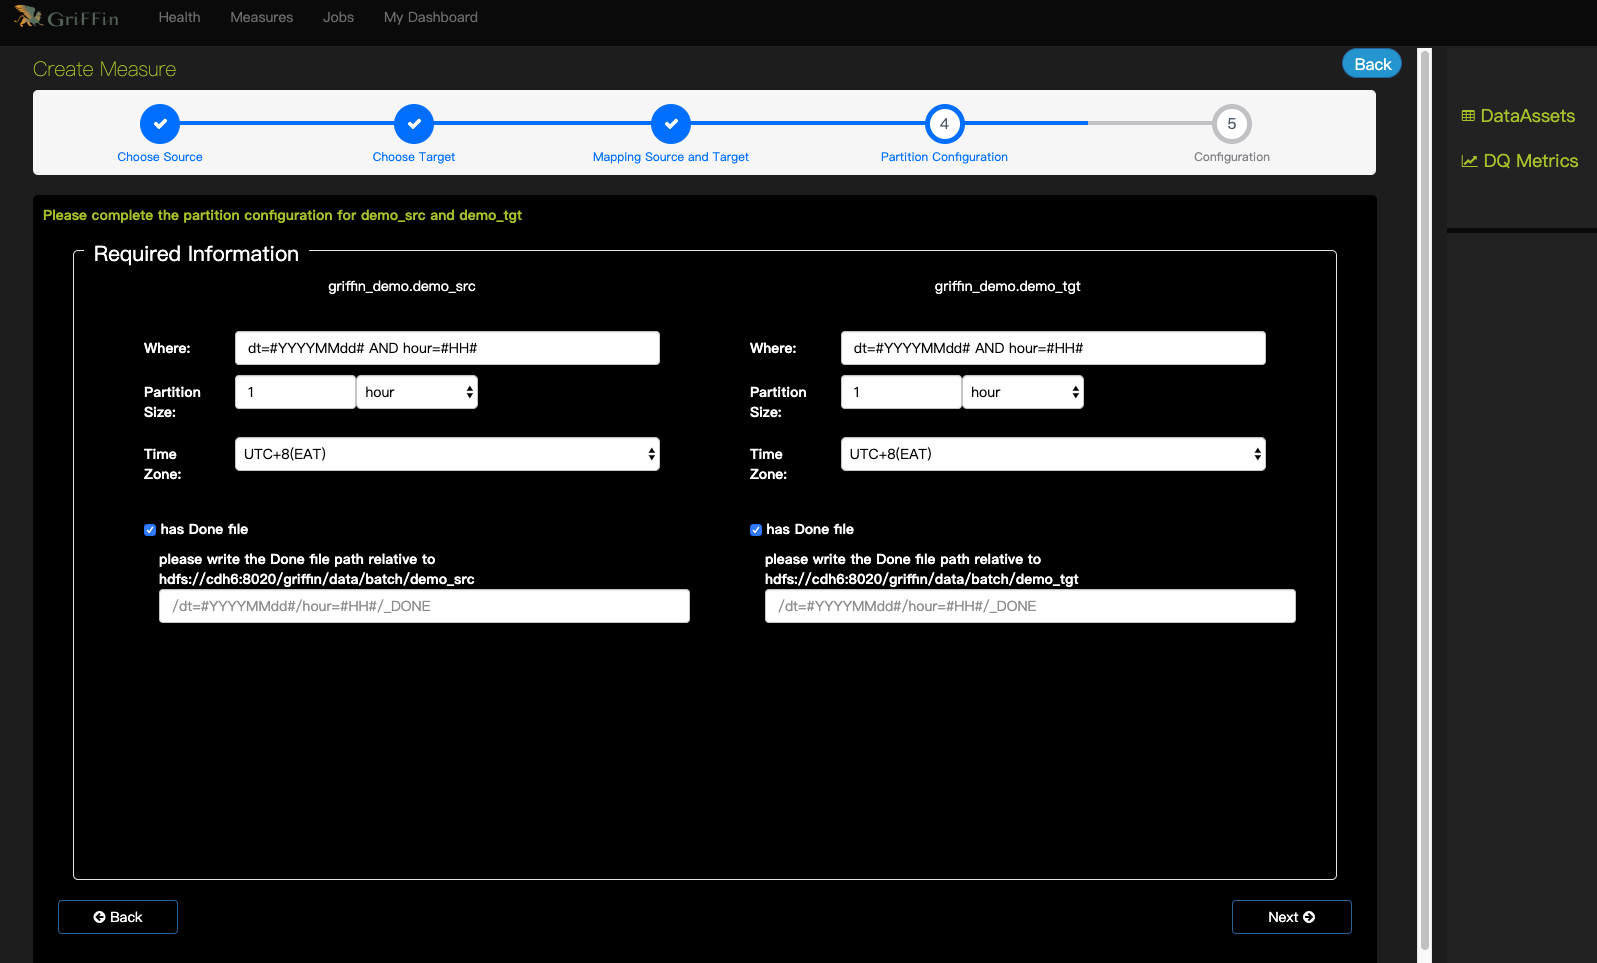 GriFFin Health Measures Jobs My Dashboard
Create Measure
Back
4
5
Choose Source
Choose Target
Mapping Source and Target
Partition Configuration
Configuration
DataAssets
DQ Metrics
Please complete the partition configuration for demo_src and demo_tgt
Required Information
griffin_demo.demo_src
Where:
dt=#YYYYMMdd# AND hour=#HH#
Partition
Size:
1
hour
Time
Zone:
UTC+8(EAT)
has Done file
please write the Done file path relative to
hdfs://cdh6:8020/griffin/data/batch/demo_src
/dt=#YYYYMMdd#/hour=#HH#/_DONE
griffin_demo.demo_tgt
Where:
dt=#YYYYMMdd# AND hour=#HH#
Partition
Size:
1
hour
Time
Zone:
UTC+8(EAT)
has Done file
please write the Done file path relative to
hdfs://cdh6:8020/griffin/data/batch/demo_tgt
/dt=#YYYYMMdd#/hour=#HH#/_DONE
Back
Next